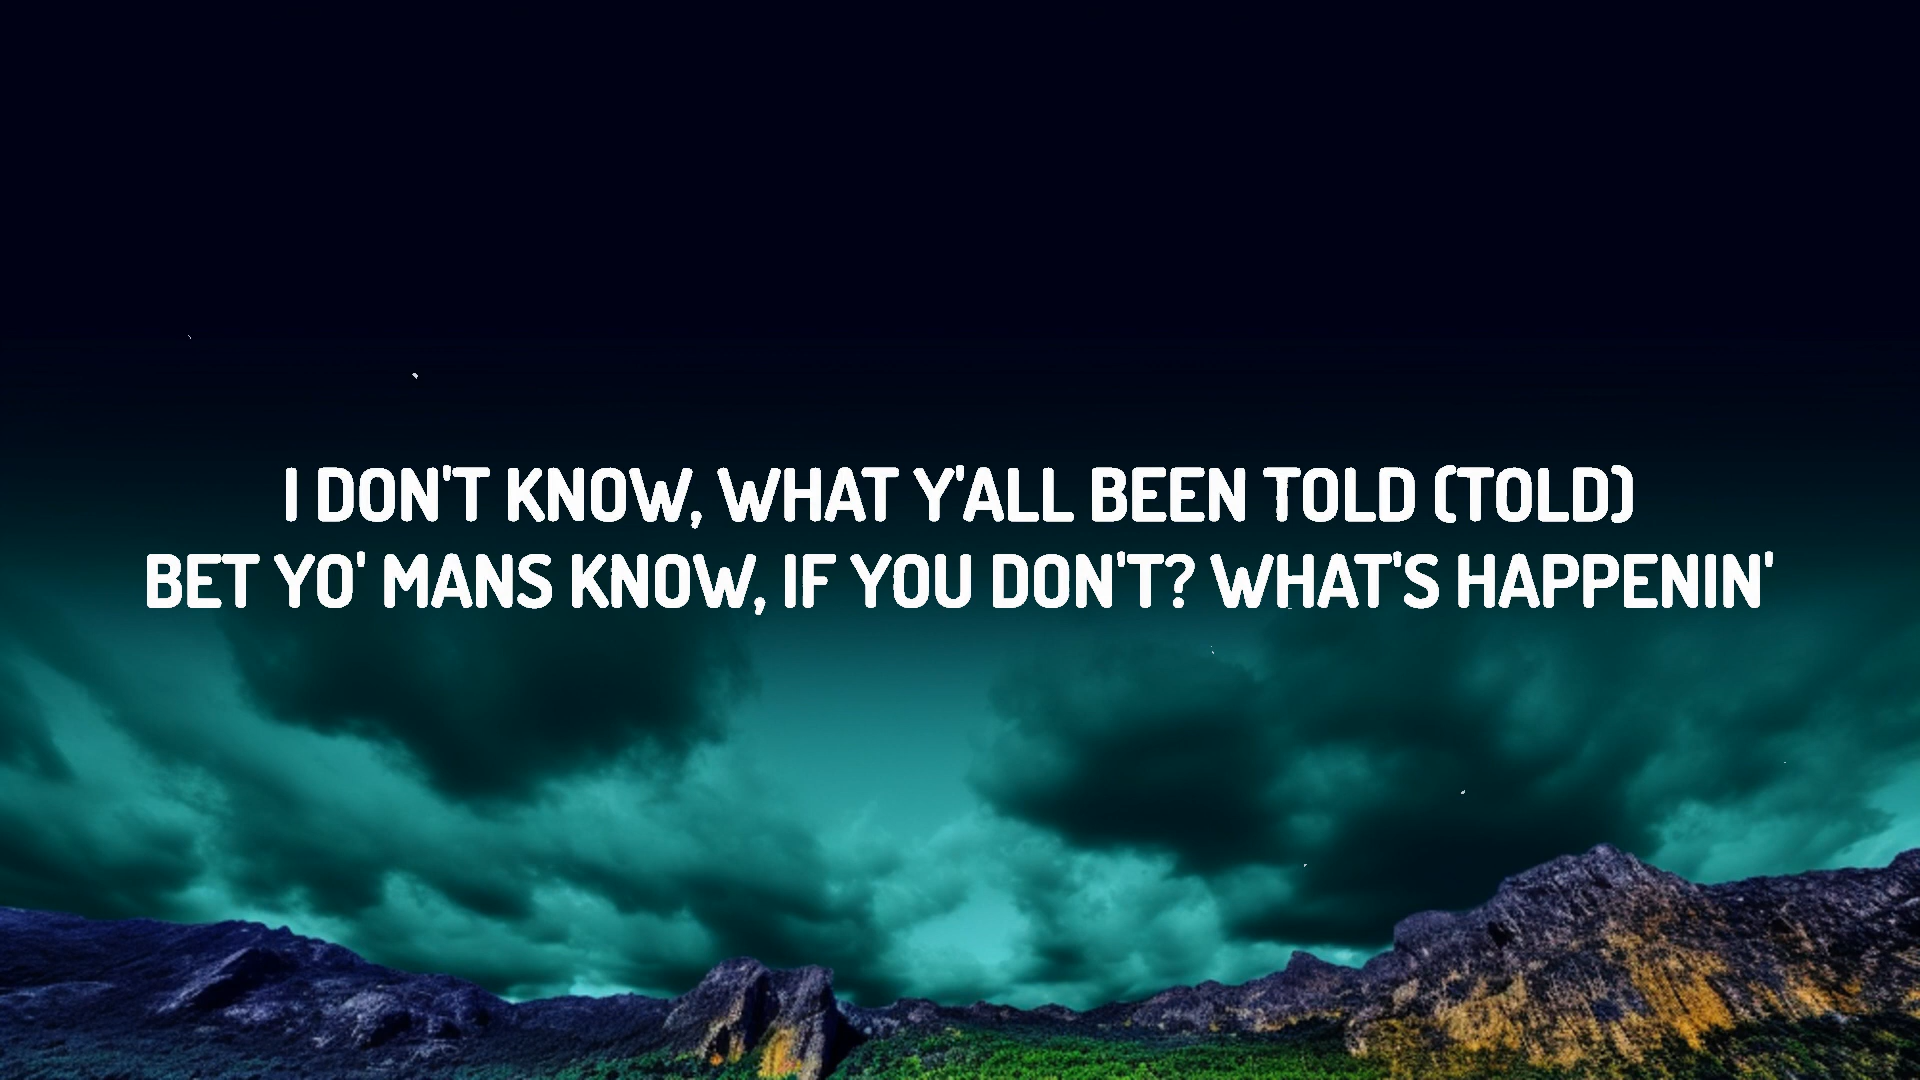 I DON'T KNOW, WHAT Y'ALL BEEN TOLD (TOLD)
BET YO' MANS KNOW, IF YOU DON'T? WHAT'S HAPPENIN'